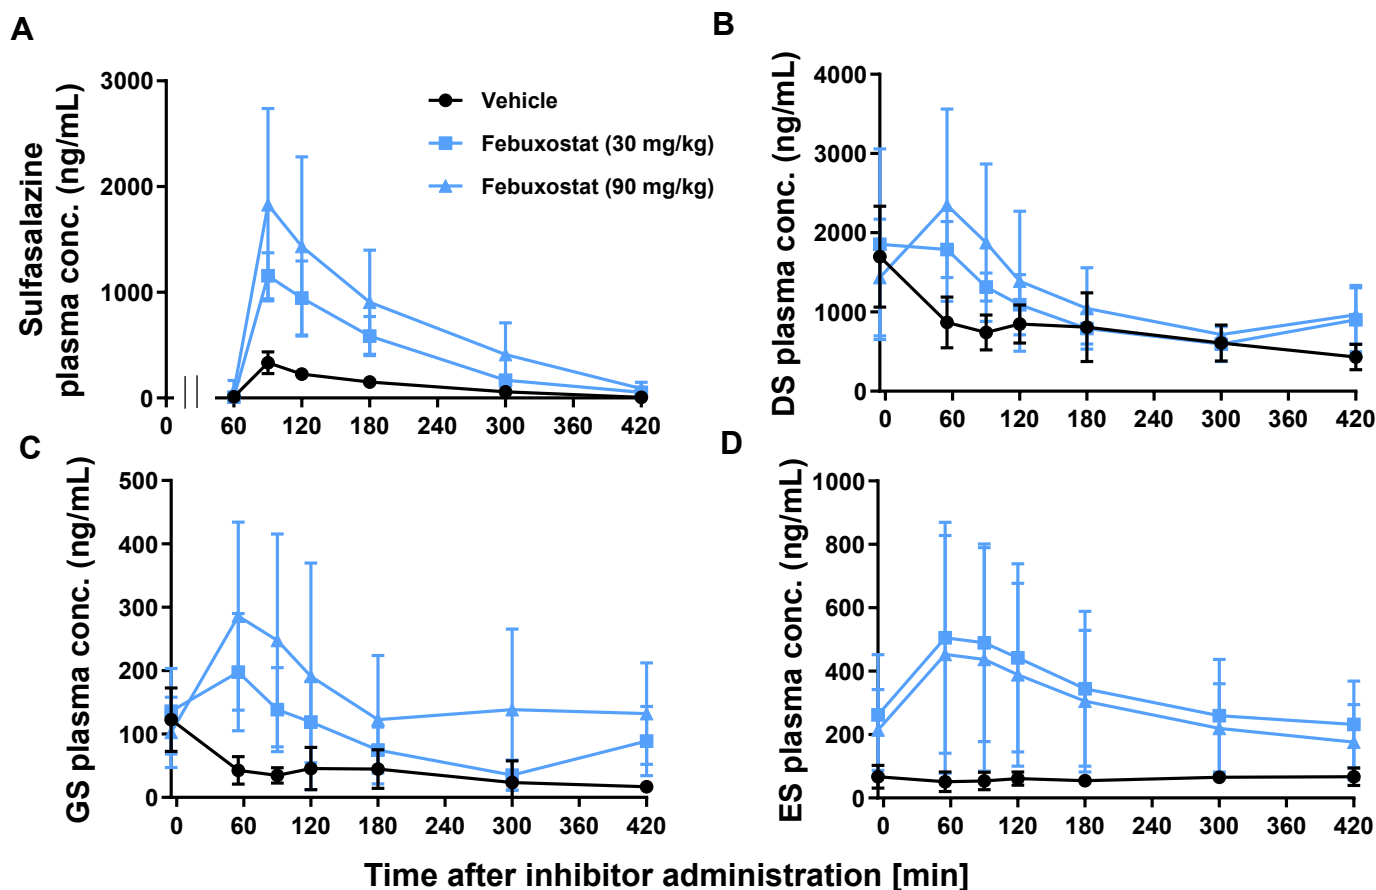 A
Sulfasalazine
plasma conc. (ng/mL)
3000
2000
1000
0
0 60 120 180 240 300 360 420
Vehicle
Febuxostat (30 mg/kg)
Febuxostat (90 mg/kg)
B
DS plasma conc. (ng/mL)
4000
3000
2000
1000
0
0 60 120 180 240 300 360 420
C
GS plasma conc. (ng/mL)
500
400
300
200
100
0
0 60 120 180 240 300 360 420
D
ES plasma conc. (ng/mL)
1000
800
600
400
200
0
0 60 120 180 240 300 360 420
Time after inhibitor administration [min]